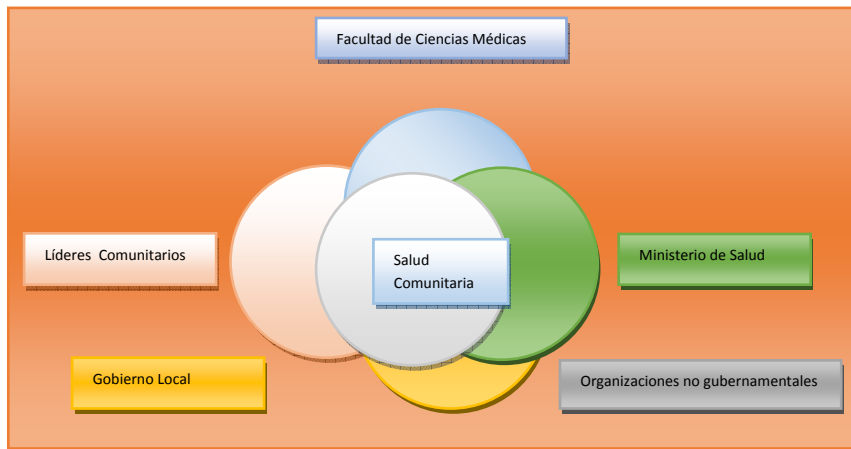 Facultad de Ciencias Médicas
Líderes Comunitarios
Salud
Comunitaria
Ministerio de Salud
Gobierno Local
Organizaciones no gubernamentales